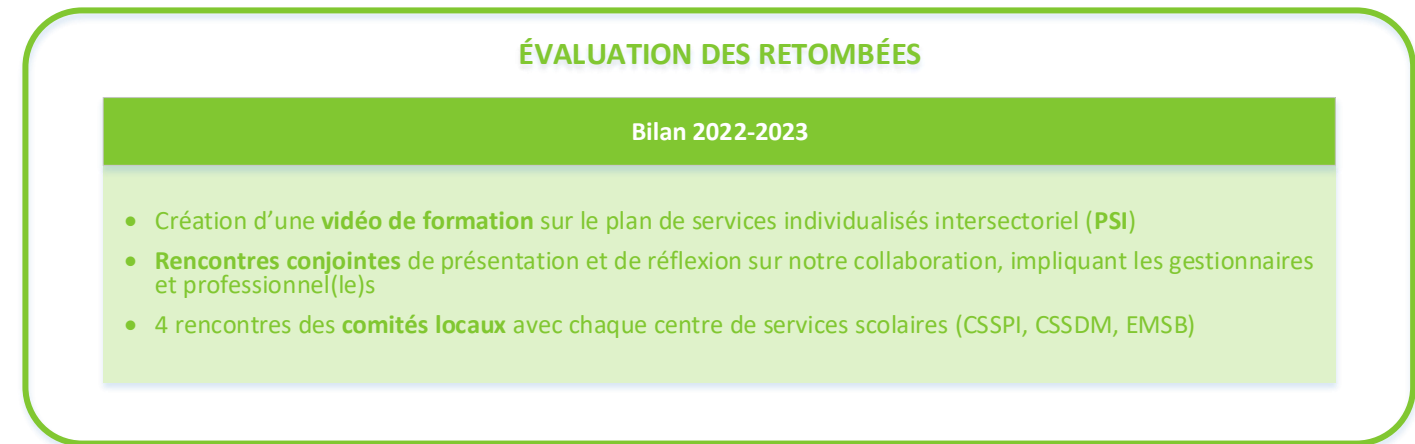 ÉVALUATION DES RETOMBÉES
Bilan 2022-2023
• Création d’une vidéo de formation sur le plan de services individualisés intersectoriel (PSI)
• Rencontres conjointes de présentation et de réflexion sur notre collaboration, impliquant les gestionnaires
et professionnel(le)s
• 4 rencontres des comités locaux avec chaque centre de services scolaires (CSSPI, CSSDM, EMSB)